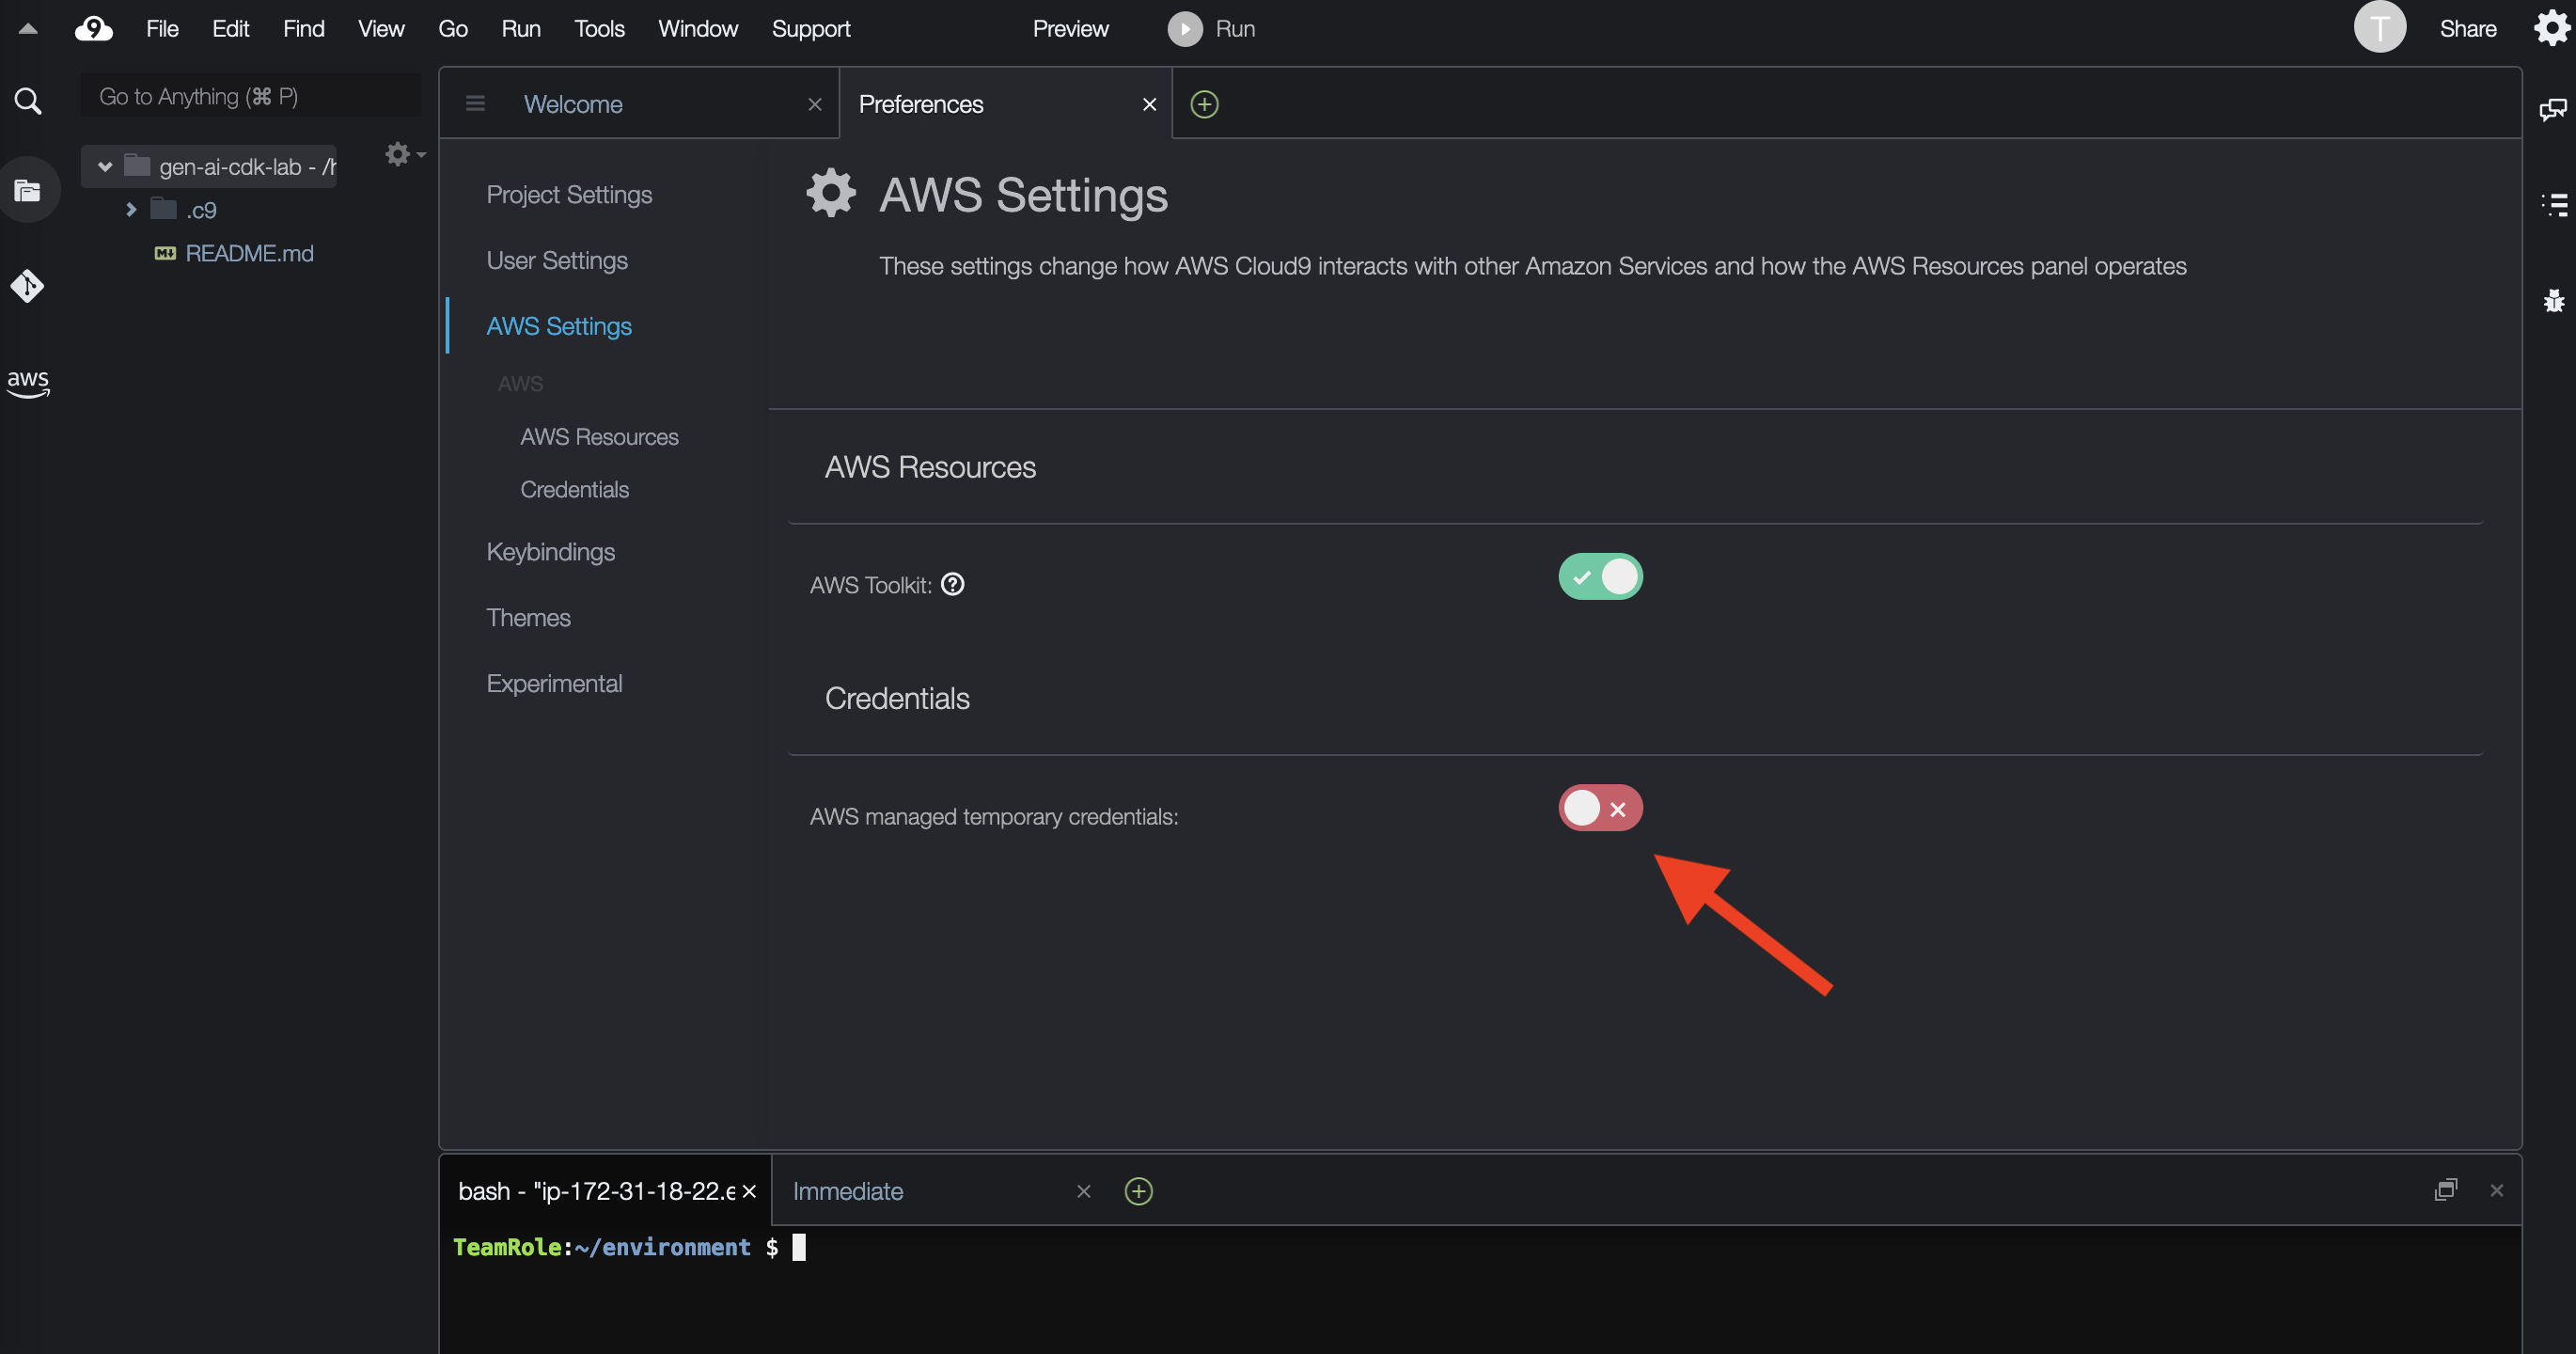 9 File Edit Find View Go Run Tools Window Support Preview Run T Share
Go to Anything (⌘ P)
gen-ai-cdk-lab - /h
.c9
README.md
aws
Welcome Preferences
Project Settings
User Settings
AWS Settings
AWS
AWS Resources
Credentials
Keybindings
Themes
Experimental
AWS Settings
These settings change how AWS Cloud9 interacts with other Amazon Services and how the AWS Resources panel operates
AWS Resources
AWS Toolkit: ?
Credentials
AWS managed temporary credentials:
bash - "ip-172-31-18-22.e Immediate
TeamRole:~/environment $